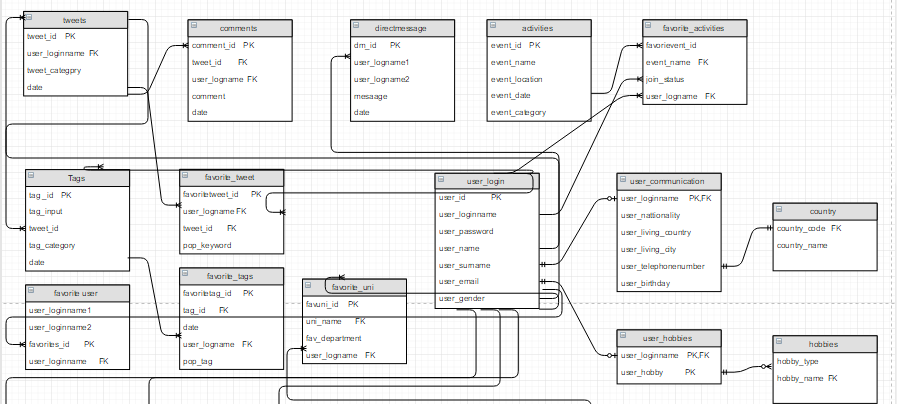 tweets
tweet_id PK
user_loginname FK
tweet_categpry
date
comments
comment_id PK
tweet_id FK
user_logname FK
comment
date
directmessage
dm_id PK
user_logname1
user_logname2
mesaage
date
activities
event_id PK
event_name
event_location
event_date
event_category
favorite_activities
favorievent_id
event_name FK
join_status
user_logname FK
Tags
tag_id PK
tag_input
tweet_id
tag_category
date
favorite_tweet
favoritetweet_id PK
user_logname FK
tweet_id FK
pop_keyword
user_login
user_id PK
user_loginname
user_password
user_name
user_surname
user_email
user_gender
user_communication
user_loginname PK,FK
user_nattionality
user_living_country
user_living_city
user_telephonenumber
user_birthday
country
country_code FK
country_name
favorite user
user_loginname1
user_loginname2
favorites_id PK
user_loginname FK
favorite_tags
favoritetag_id PK
tag_id FK
date
user_logname FK
pop_tag
favorite_uni
favuni_id PK
uni_name FK
fav_department
user_logname FK
user_hobbies
user_loginname PK,FK
user_hobby PK
hobbies
hobby_type
hobby_name FK